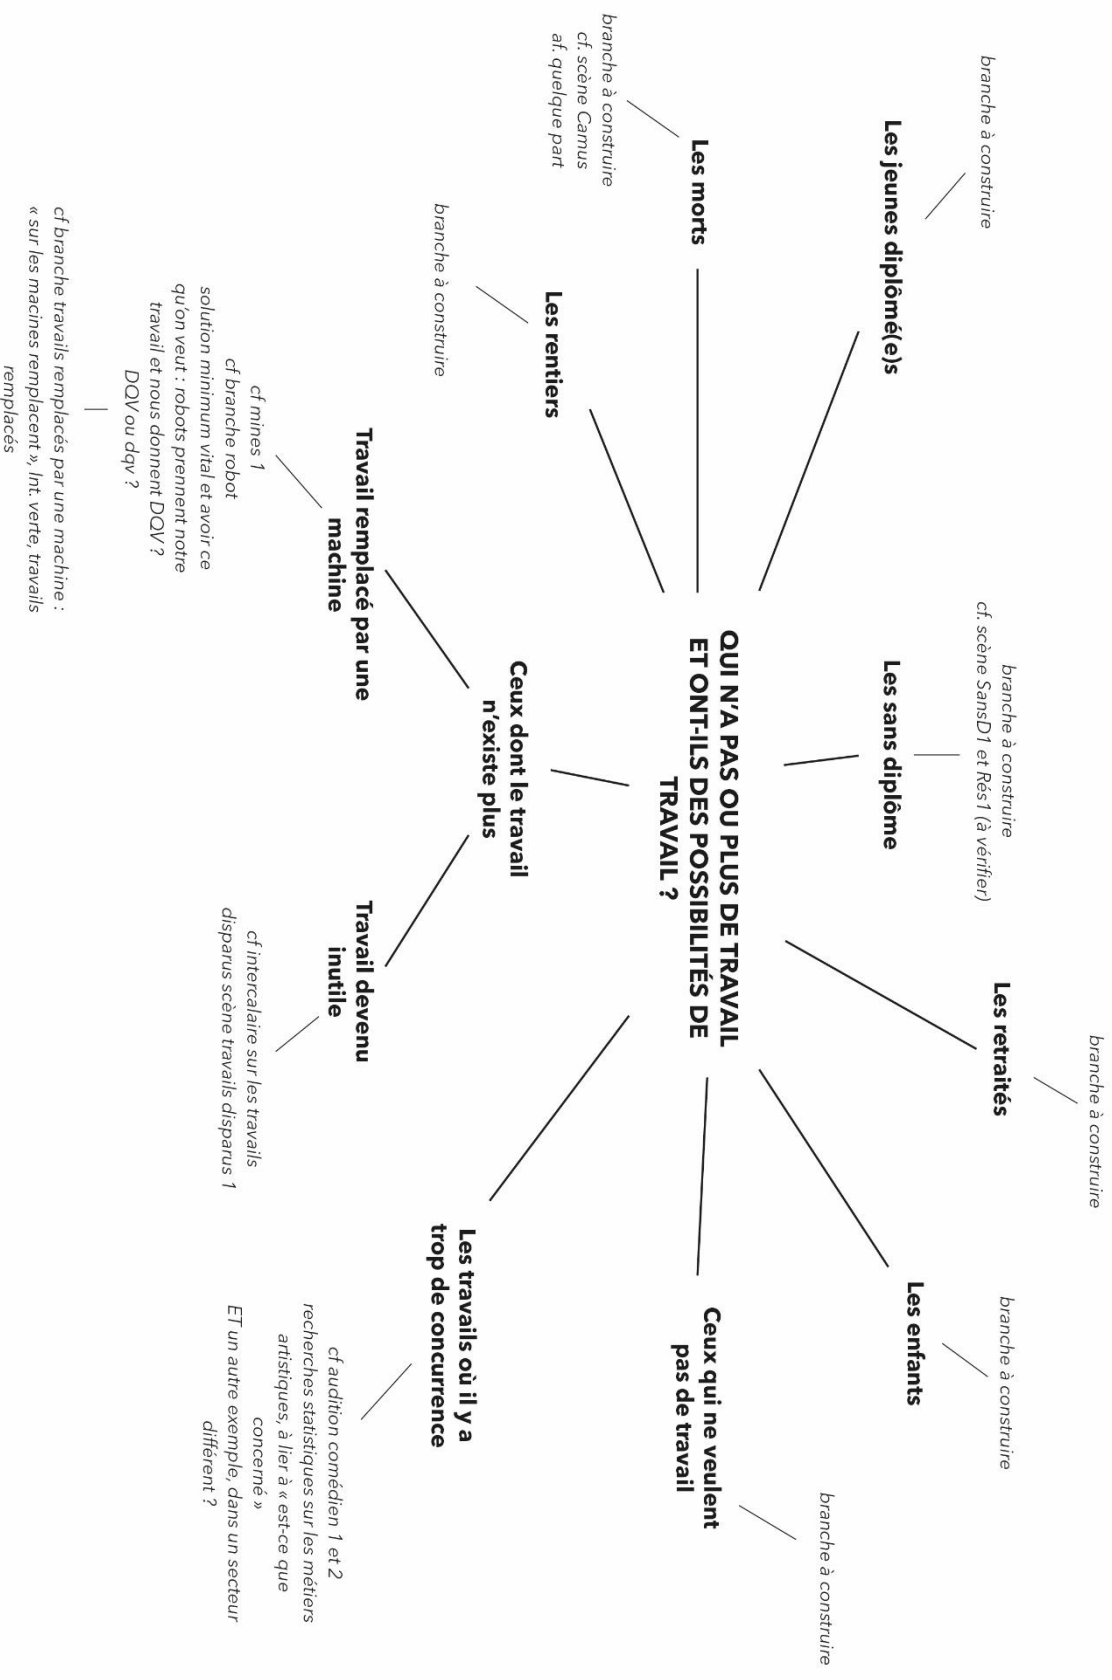 branche à construire
Les retraités
branche à construire
Les jeunes diplômé(e)s
branche à construire
cf. scène SansD1 et Rés1 (à vérifier)
Les sans diplôme
branche à construire
Les enfants
branche à construire
cf. scène Camus
af. quelque part
Les morts
QUI N'A PAS OU PLUS DE TRAVAIL
ET ONT-ILS DES POSSIBILITÉS DE
TRAVAIL ?
branche à construire
Ceux qui ne veulent
pas de travail
branche à construire
Les rentiers
Ceux dont le travail
n'existe plus
Les travails où il y a
trop de concurrence
cf audition comédien 1 et 2
recherches statistiques sur les métiers
artistiques, à lier à « est-ce que
concerné »
ET un autre exemple, dans un secteur
différent ?
Travail remplacé par une
machine
cf mines 1
cf branche robot
solution minimum vital et avoir ce
qu'on veut : robots prennent notre
travail et nous donnent DQV ?
DQV ou dqv ?
cf branche travails remplacés par une machine :
« sur les macines remplacent », Int. verte, travails
remplacés
Travail devenu
inutile
cf intercalaire sur les travails
disparus scène travails disparus 1